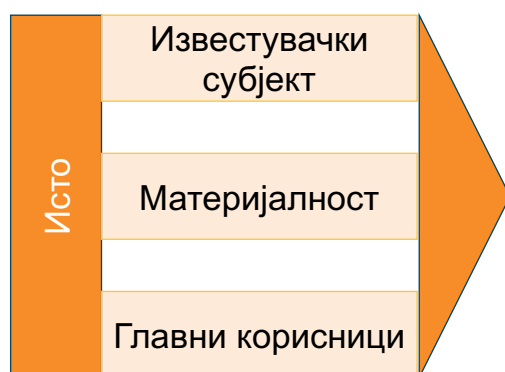 Исто
Известувачки
субјект
Материјалност
Главни корисници